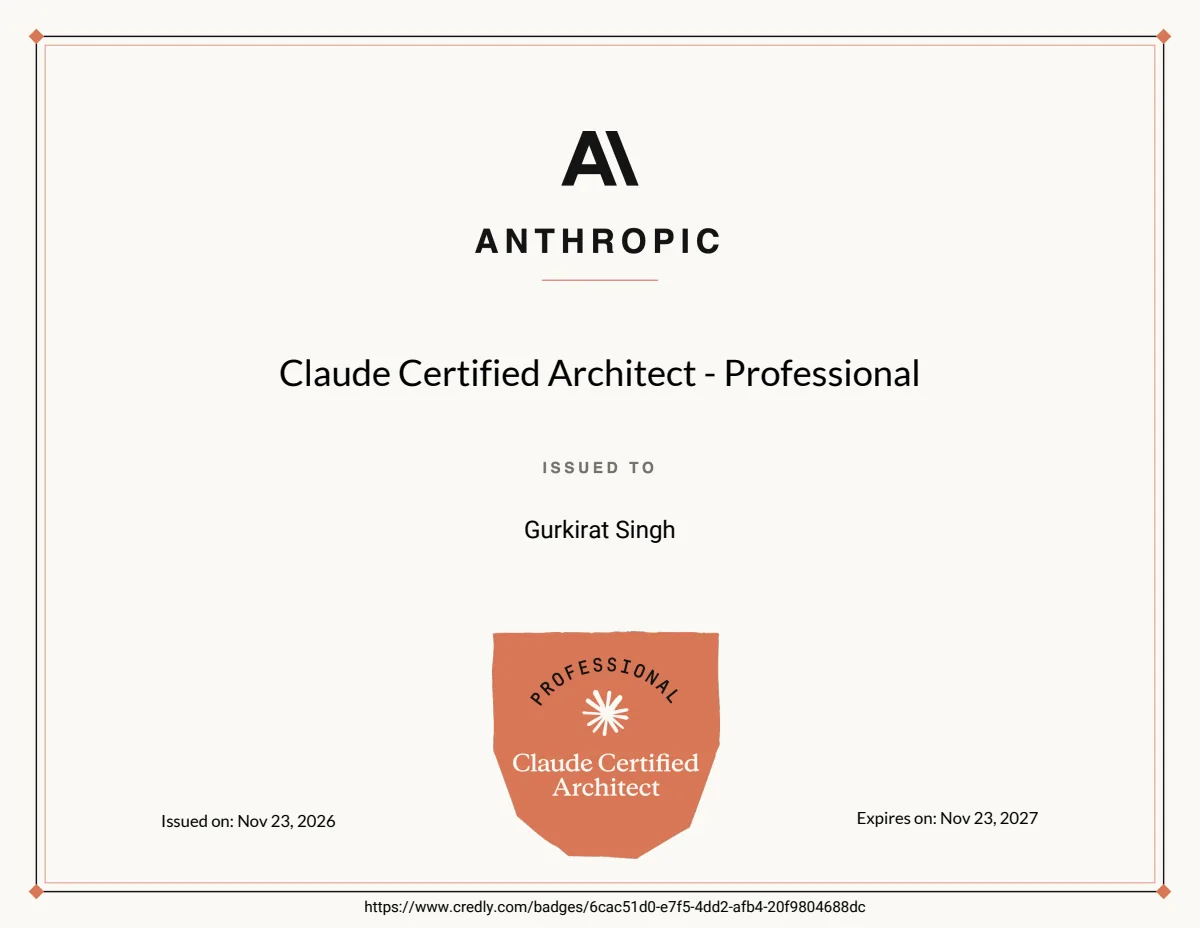 ANTHROPIC
Claude Certified Architect - Professional
ISSUED TO
Gurkirat Singh
PROFESSIONAL
Claude Certified
Architect
Issued on: Nov 23, 2026
Expires on: Nov 23, 2027
https://www.credly.com/badges/6cac51d0-e7f5-4dd2-afb4-20f9804688dc